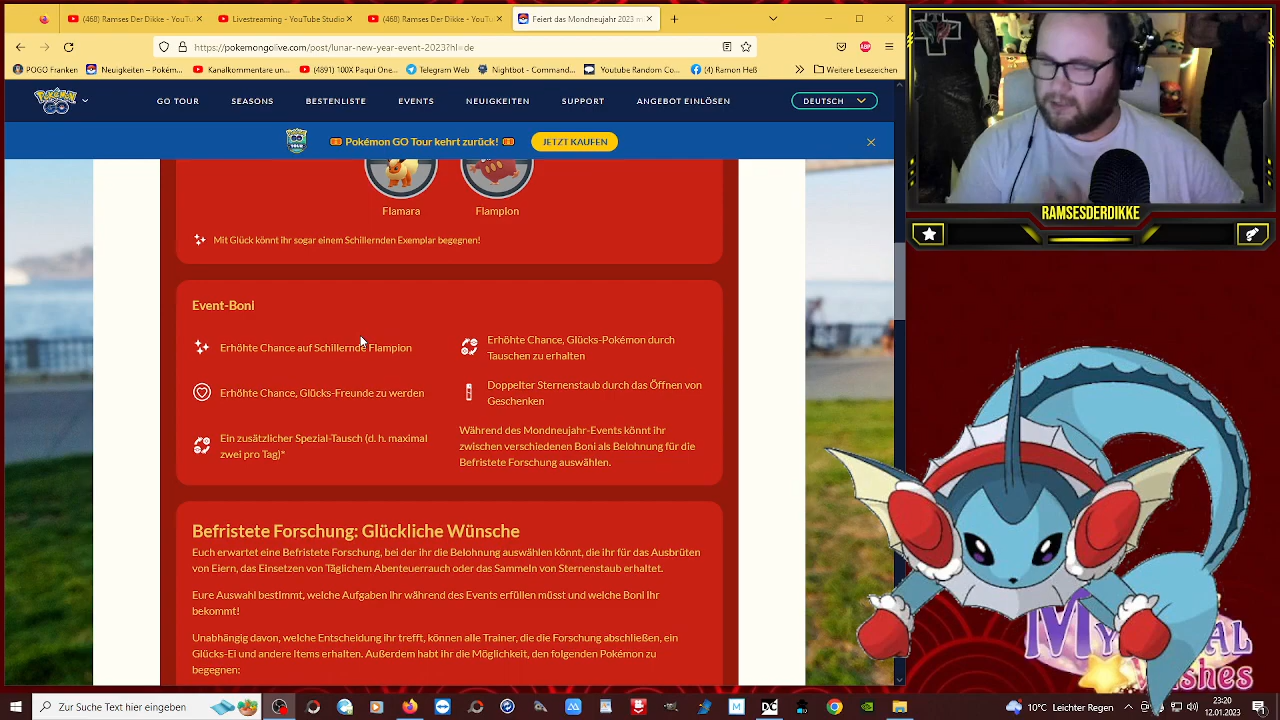 (468) Ramses Der Dikke - YouTu
Livestreaming - YouTube Studio
(468) Ramses Der Dikke - YouTu
Feiert das Mondneujahr 2023 m
https://pokemongolive.com/post/lunar-new-year-event-2023?hl=de
POGO Franken
Neuigkeiten – Pokém...
Kanalkommentare un...
(4891) 100X Paqui One...
Telegram Web
Nightbot - Command...
Youtube Banner Kosten...
(4) Ramon Heß
Weitere Lesezeichen
GO TOUR
SEASONS
BESTENLISTE
EVENTS
NEUIGKEITEN
SUPPORT
ANGEBOT EINLÖSEN
DEUTSCH
Pokémon GO Tour kehrt zurück!
JETZT KAUFEN
Flamara
Flampion
Mit Glück könnt ihr sogar einem Schillernden Exemplar begegnen!
Event-Boni
Erhöhte Chance auf Schillernde Flampion
Erhöhte Chance, Glücks-Freunde zu werden
Ein zusätzlicher Spezial-Tausch (d. h. maximal
zwei pro Tag)*
Erhöhte Chance, Glücks-Pokémon durch
Tauschen zu erhalten
Doppelter Sternenstaub durch das Öffnen von
Geschenken
Während des Mondneujahr-Events könnt ihr
zwischen verschiedenen Boni als Belohnung für die
Befristete Forschung auswählen.
Befristete Forschung: Glückliche Wünsche
Euch erwartet eine Befristete Forschung, bei der ihr die Belohnung auswählen könnt, die ihr für das Ausbrüten
von Eiern, das Einsetzen von Täglichem Abenteuerrauch oder das Sammeln von Sternenstaub erhaltet.
Eure Auswahl bestimmt, welche Aufgaben ihr während des Events erfüllen müsst und welche Boni ihr
bekommt!
Unabhängig davon, welche Entscheidung ihr trefft, können alle Trainer, die die Forschung abschließen, ein
Glücks-Ei und andere Items erhalten. Außerdem habt ihr die Möglichkeit, den folgenden Pokémon zu
begegnen:
RAMSESDERDIKKE
Zur Suche Text hier eingeben
10°C Leichter Regen
23:20
12.01.2023